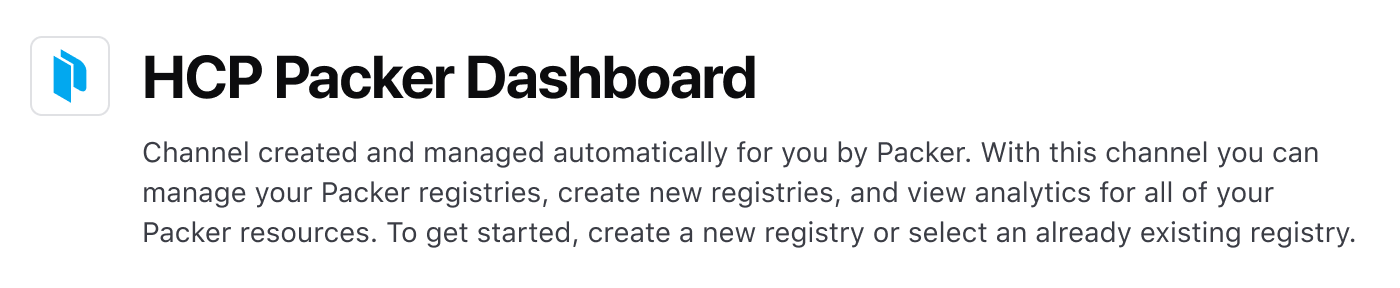 HCP Packer Dashboard
Channel created and managed automatically for you by Packer. With this channel you can
manage your Packer registries, create new registries, and view analytics for all of your
Packer resources. To get started, create a new registry or select an already existing registry.